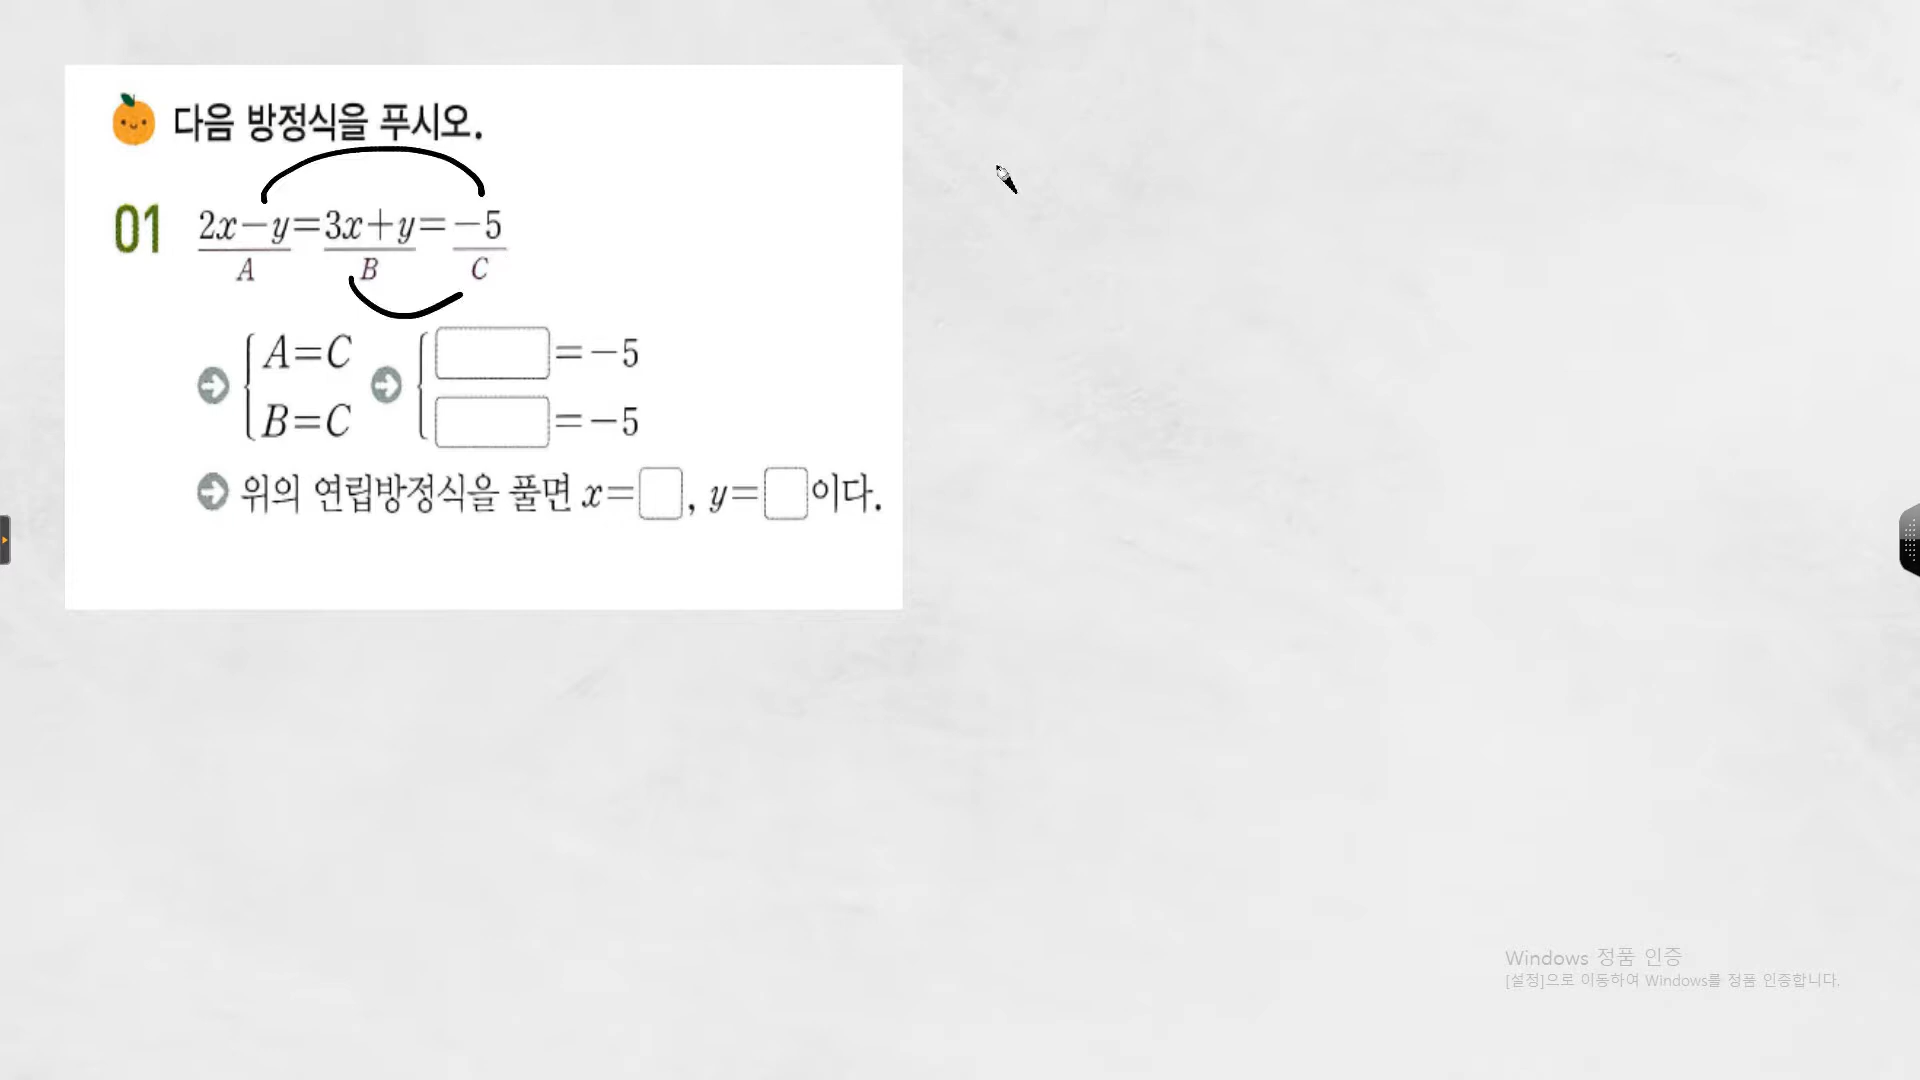 다음 방정식을 푸시오.
01 2x-y=3x+y=-5
A B C
A=C =-5
B=C =-5
위의 연립방정식을 풀면 x= , y= 이다.
Windows 정품 인증
[설정]으로 이동하여 Windows를 정품 인증합니다.